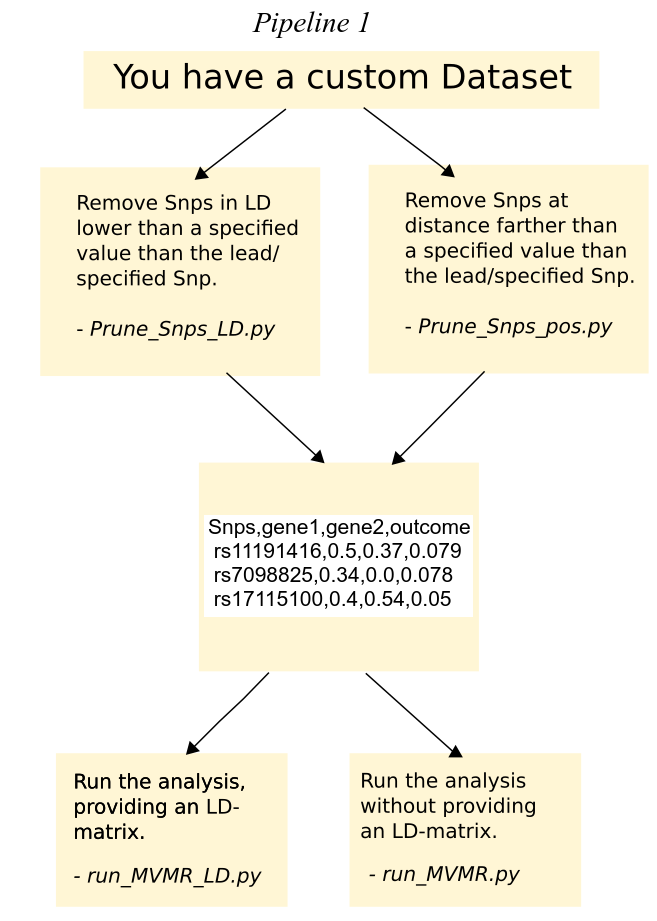 Pipeline 1
You have a custom Dataset
Remove Snps in LD
lower than a specified
value than the lead/
specified Snp.
- Prune_Snps_LD.py
Remove Snps at
distance farther than
a specified value than
the lead/specified Snp.
- Prune_Snps_pos.py
Snps,gene1,gene2,outcome
rs11191416,0.5,0.37,0.079
rs7098825,0.34,0.0,0.078
rs17115100,0.4,0.54,0.05
Run the analysis,
providing an LD-
matrix.
- run_MVMR_LD.py
Run the analysis
without providing
an LD-matrix.
- run_MVMR.py